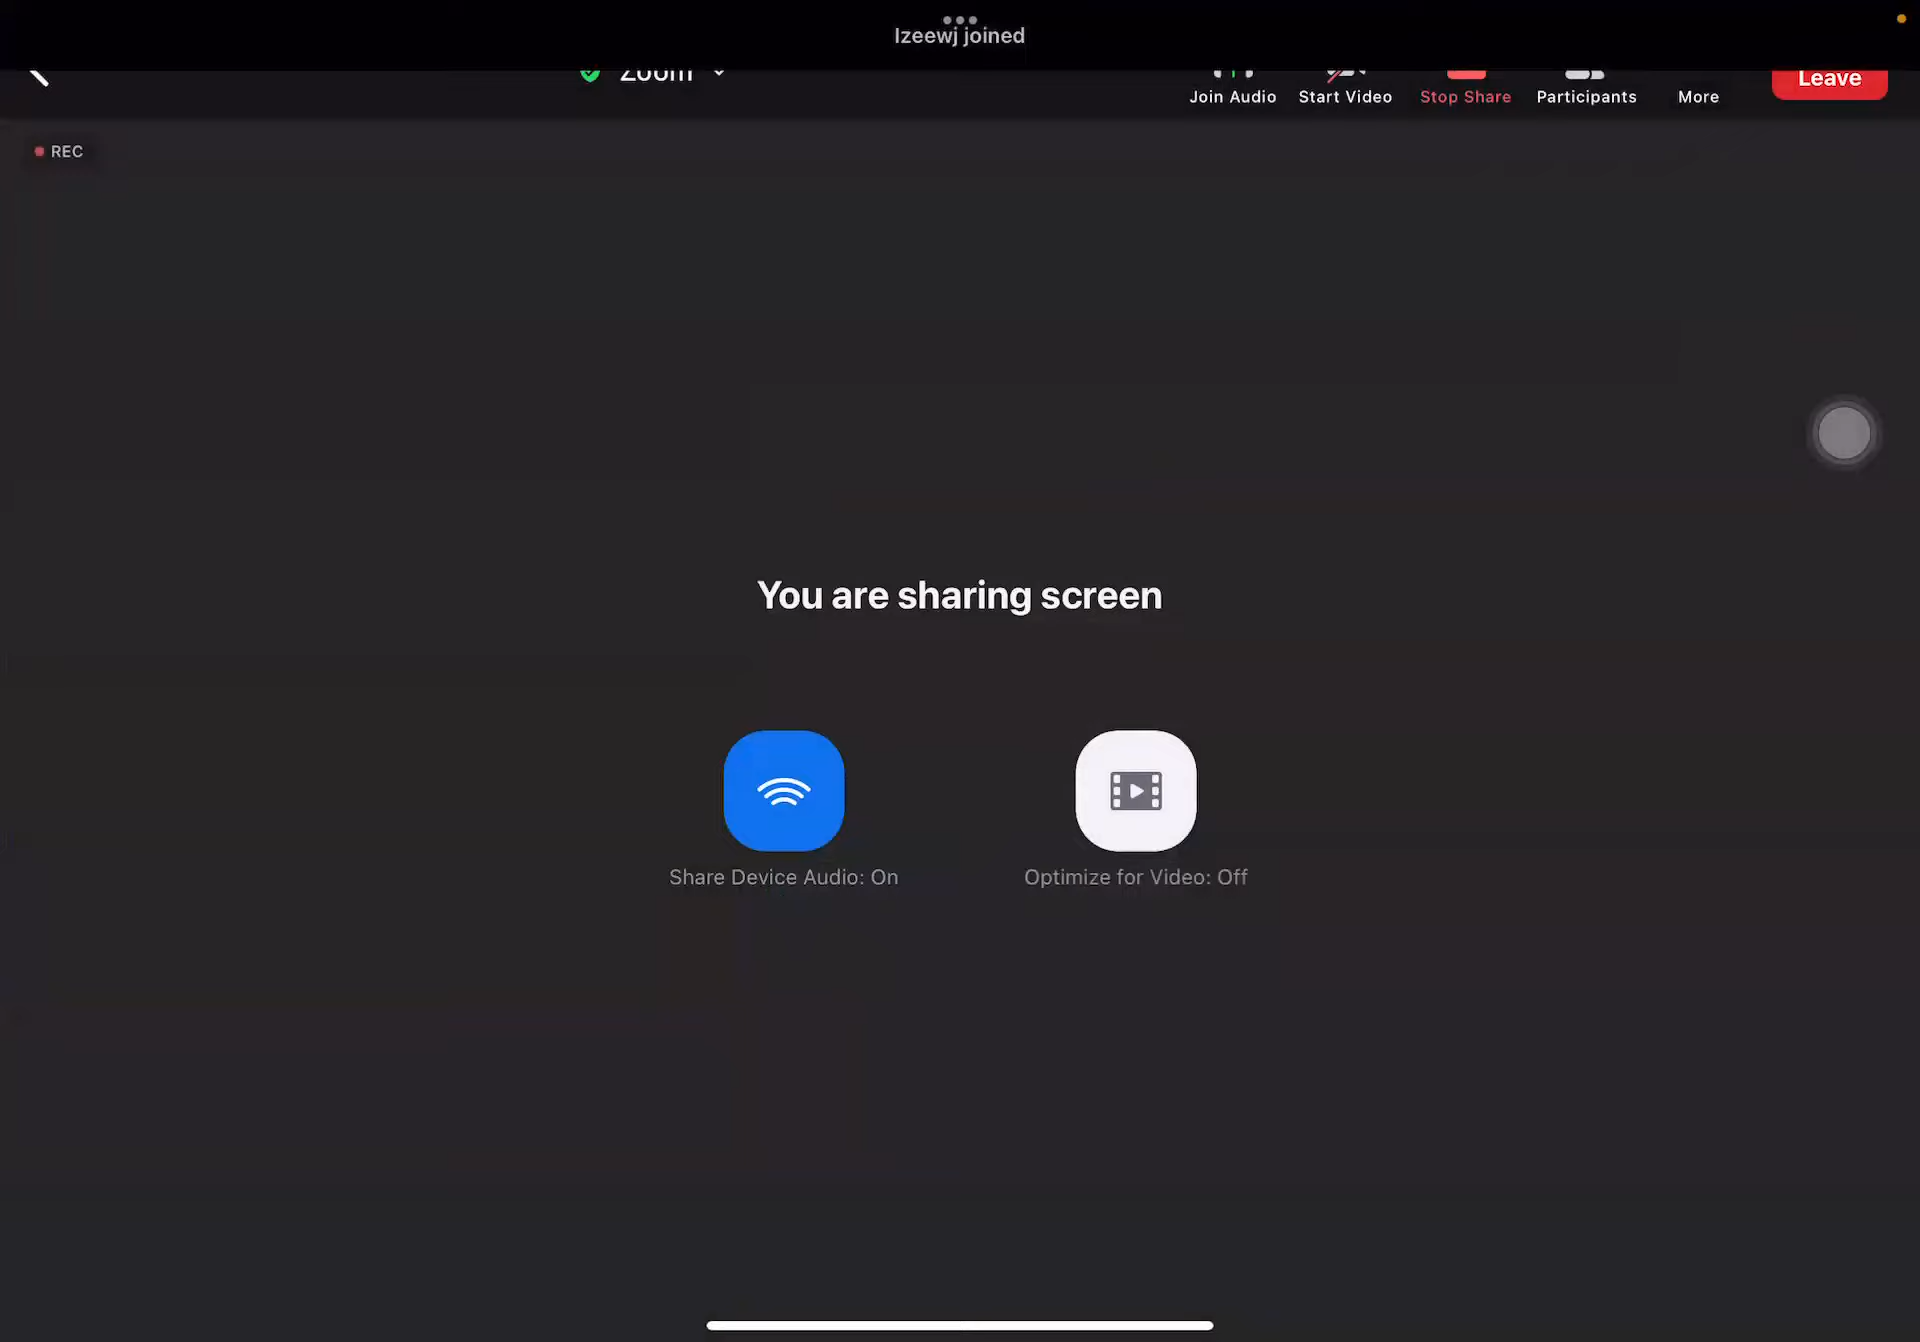 Izeewj joined
Zoom
Join Audio
Start Video
Stop Share
Participants
More
Leave
REC
You are sharing screen
Share Device Audio: On
Optimize for Video: Off